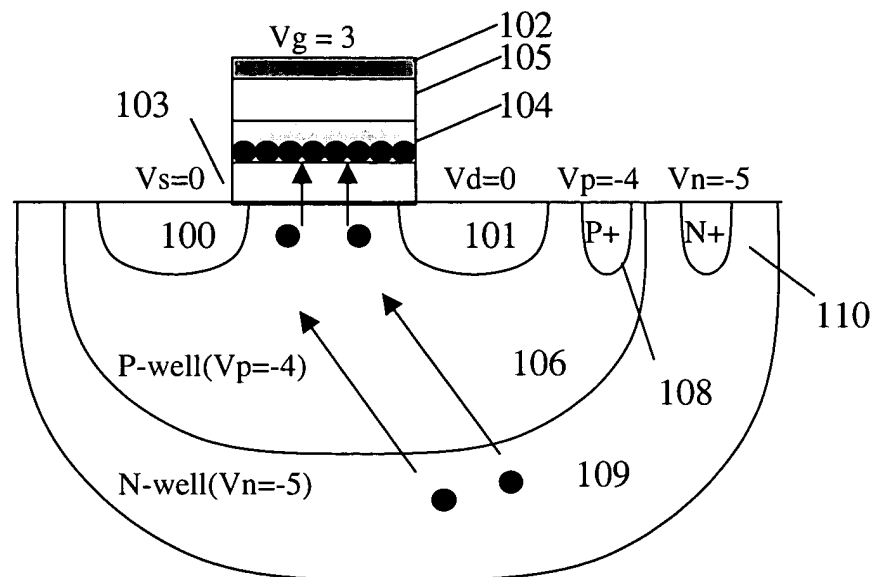 102
Vg = 3
105
103
104
Vs=0
Vd=0
Vp=-4
Vn=-5
100
101
P+
N+
110
P-well(Vp=-4)
106
108
N-well(Vn=-5)
109